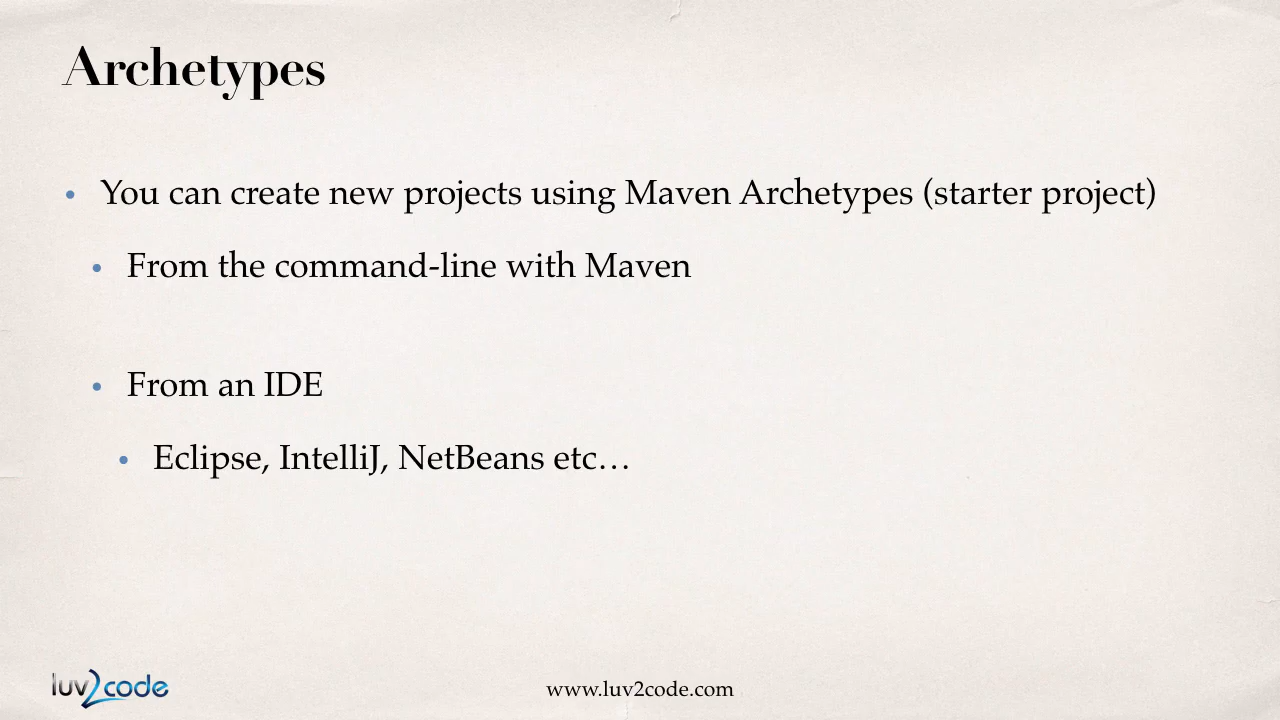 Archetypes
• You can create new projects using Maven Archetypes (starter project)
• From the command-line with Maven
• From an IDE
• Eclipse, IntelliJ, NetBeans etc…
luv2code
www.luv2code.com